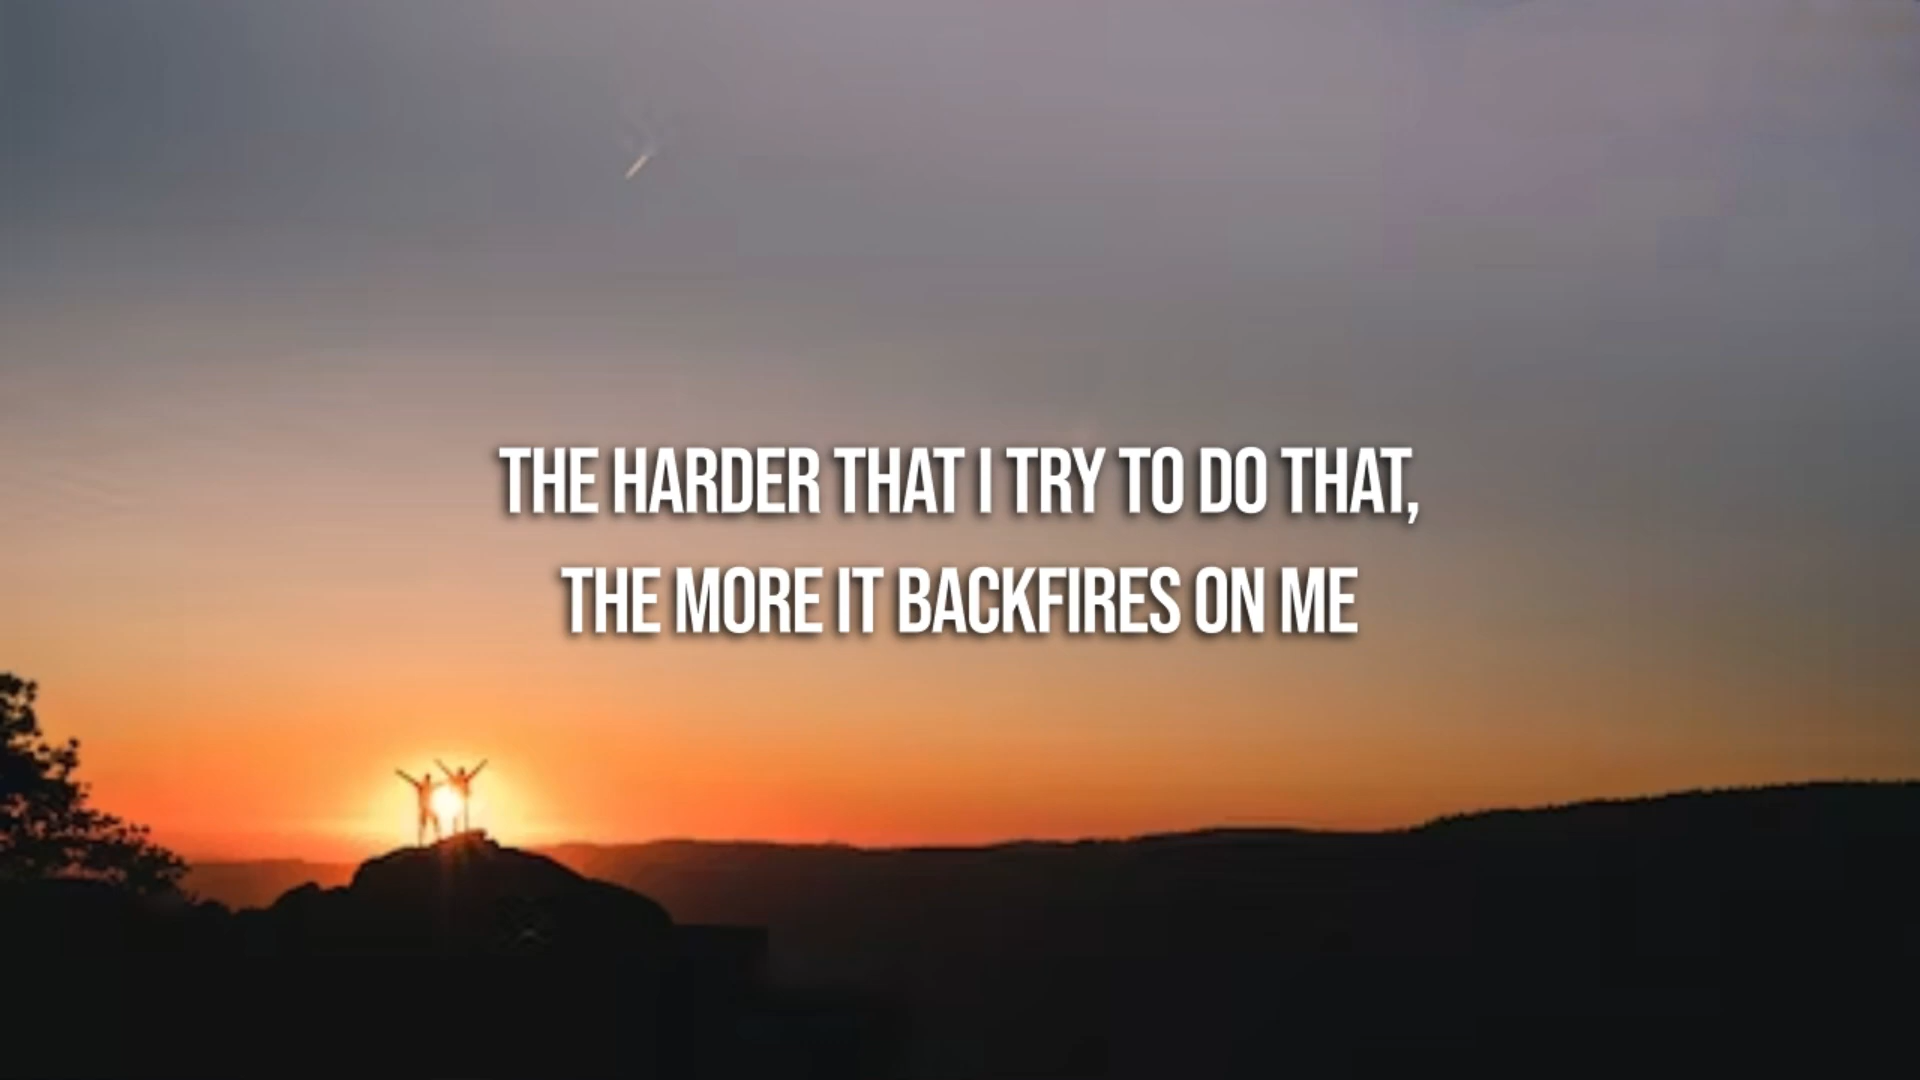 THE HARDER THAT I TRY TO DO THAT,
THE MORE IT BACKFIRES ON ME